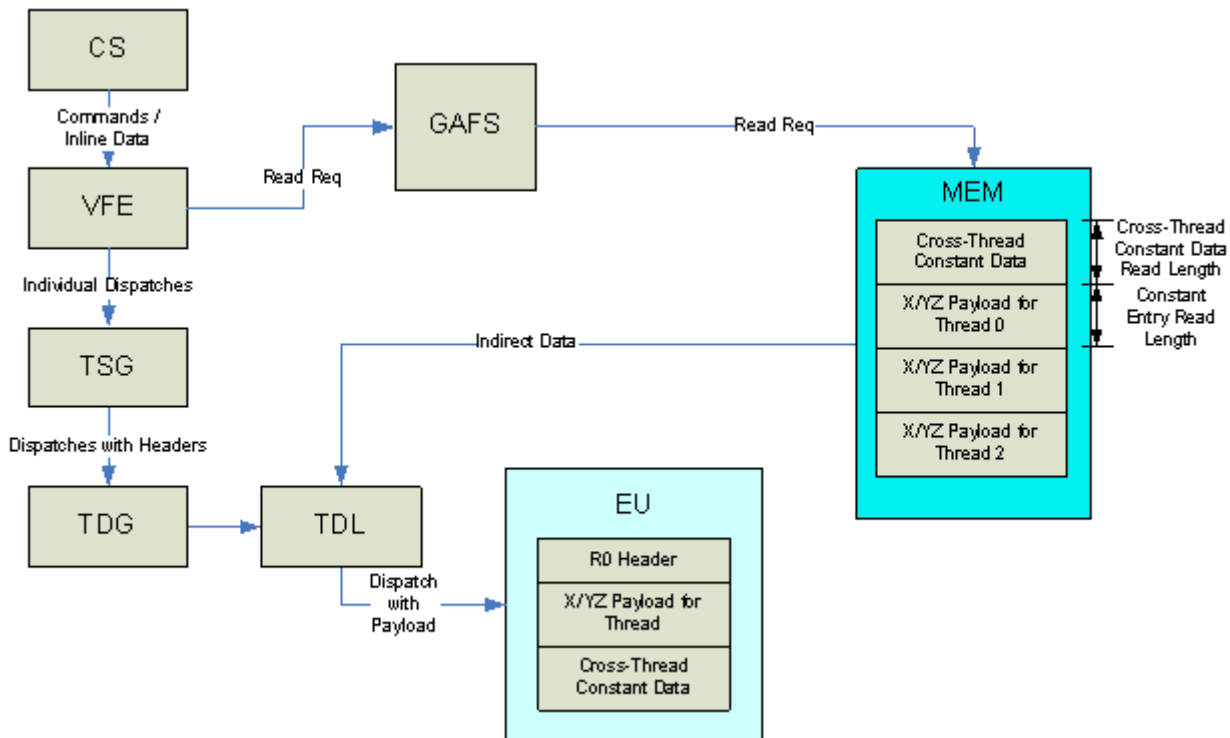 CS
Commands /
Inline Data
GAFS
Read Req
Read Req
VFE
MEM
Cross-Thread
Constant Data
Cross-Thread
Constant Data
Read Length
Individual Dispatches
X/YZ Payload for
Thread 0
Constant
Entry Read
Length
TSG
Indirect Data
X/YZ Payload for
Thread 1
Dispatches with Headers
X/YZ Payload for
Thread 2
TDG
TDL
EU
R0 Header
Dispatch
with
Payload
X/YZ Payload for
Thread
Cross-Thread
Constant Data